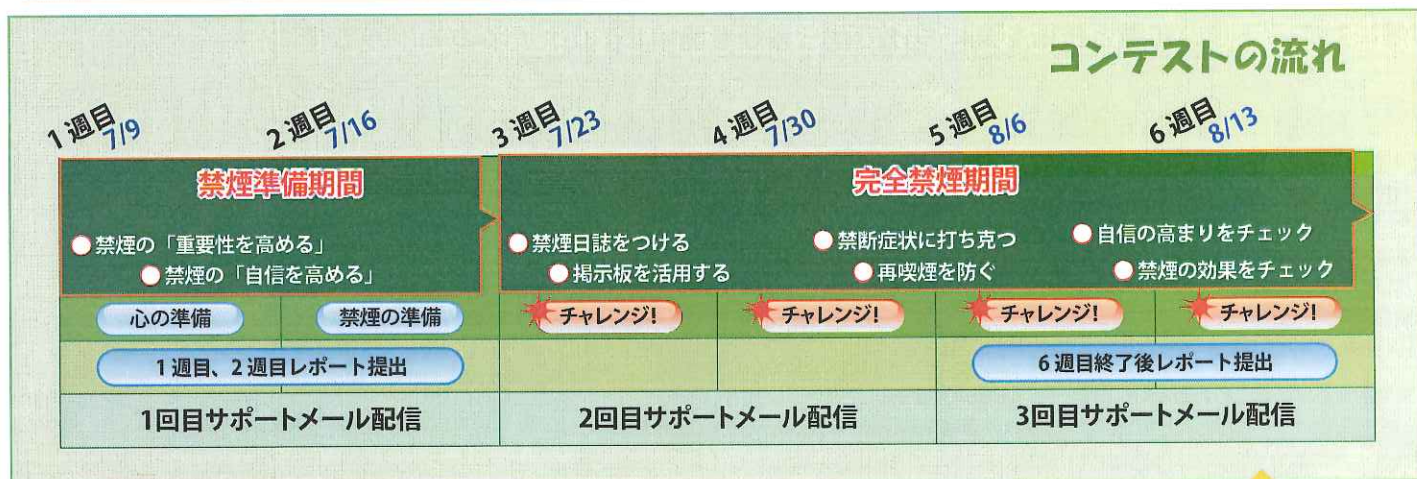 コンテストの流れ
1週目 7/9
2週目 7/16
3週目 7/23
4週目 7/30
5週目 8/6
6週目 8/13
禁煙準備期間
禁煙の「重要性を高める」
禁煙の「自信を高める」
完全禁煙期間
禁煙日誌をつける
掲示板を活用する
禁断症状に打ち克つ
再喫煙を防ぐ
自信の高まりをチェック
禁煙の効果をチェック
心の準備
禁煙の準備
チャレンジ!
チャレンジ!
チャレンジ!
チャレンジ!
1週目、2週目レポート提出
6週目終了後レポート提出
1回目サポートメール配信
2回目サポートメール配信
3回目サポートメール配信